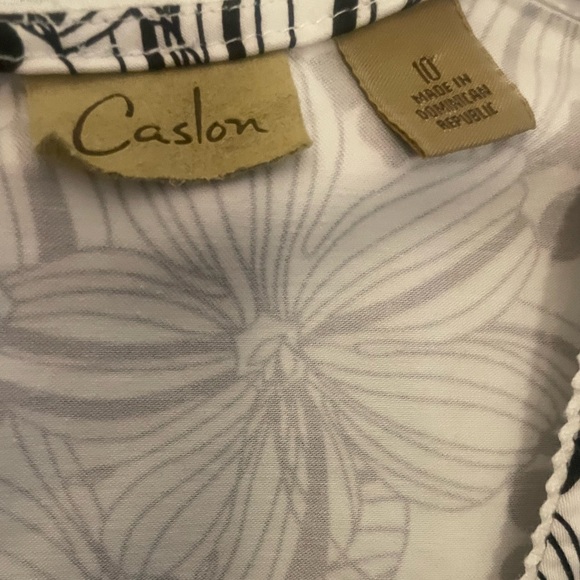 Caslon
10
MADE IN
DOMINICAN
REPUBLIC